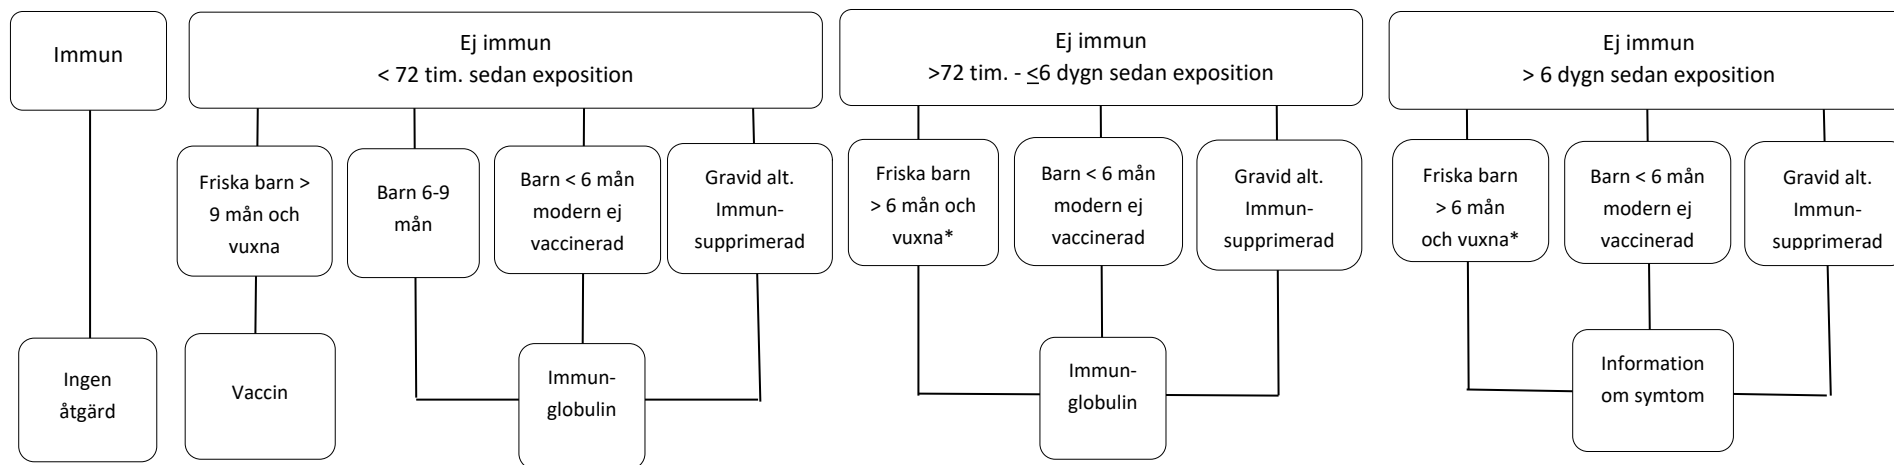 Immun
Ej immun
< 72 tim. sedan exposition
Ej immun
>72 tim. - ≤6 dygn sedan exposition
Ej immun
> 6 dygn sedan exposition
Friska barn >
9 mån och
vuxna
Barn 6-9
mån
Barn < 6 mån
modern ej
vaccinerad
Gravid alt.
Immun-
supprimerad
Friska barn
> 6 mån och
vuxna*
Barn < 6 mån
modern ej
vaccinerad
Gravid alt.
Immun-
supprimerad
Friska barn
> 6 mån
och vuxna*
Barn < 6 mån
modern ej
vaccinerad
Gravid alt.
Immun-
supprimerad
Ingen
åtgärd
Vaccin
Immun-
globulin
Immun-
globulin
Information
om symtom